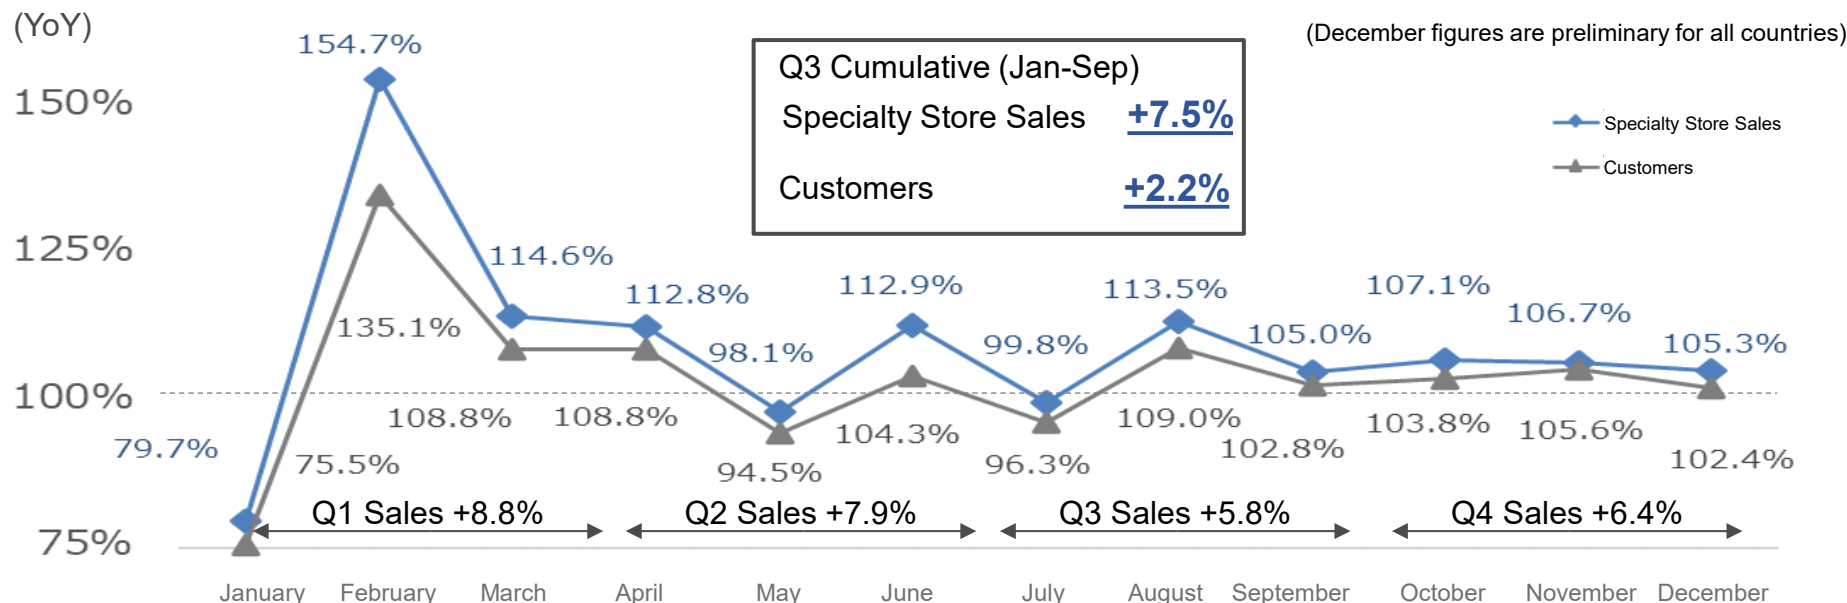 (YoY)
(December figures are preliminary for all countries)
Q3 Cumulative (Jan-Sep)
Specialty Store Sales +7.5%
Customers +2.2%
Specialty Store Sales
Customers
150%
125%
100%
75%
154.7%
114.6%
112.8%
98.1%
112.9%
99.8%
113.5%
105.0%
107.1%
106.7%
105.3%
79.7%
135.1%
108.8%
108.8%
75.5%
94.5%
104.3%
96.3%
109.0%
102.8%
103.8%
105.6%
102.4%
Q1 Sales +8.8%
Q2 Sales +7.9%
Q3 Sales +5.8%
Q4 Sales +6.4%
January February March April May June July August September October November December